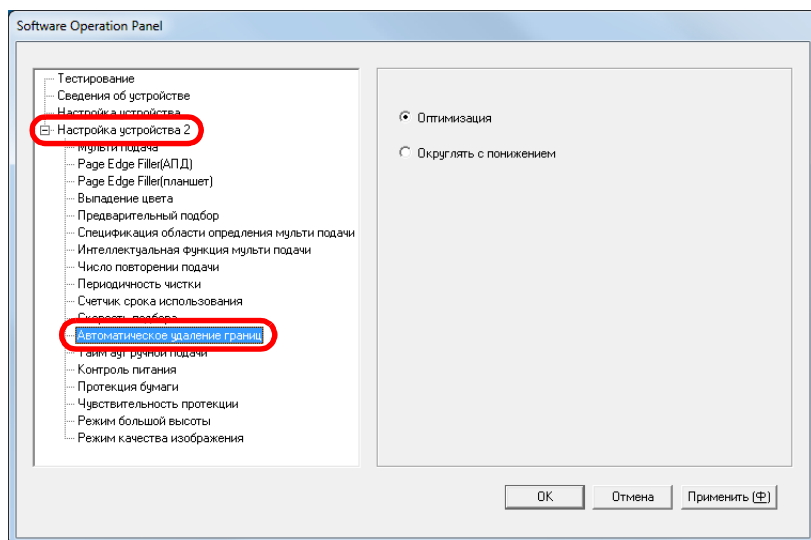 Software Operation Panel
Тестирование
Сведения об устройстве
Настройка устройства
Настройка устройства 2
Мульти подача
Page Edge Filler(АПД)
Page Edge Filler(планшет)
Выпадение цвета
Предварительный подбор
Спецификация области опредления мульти подачи
Интеллектуальная функция мульти подачи
Число повторении подачи
Периодичность чистки
Счетчик срока использования
Скорость подбора
Автоматическое удаление границ
Тайм аут ручной подачи
Контроль питания
Протекция бумаги
Чувствительность протекции
Режим большой высоты
Режим качества изображения
Оптимизация
Округлять с понижением
OK
Отмена
Применить (Ф)